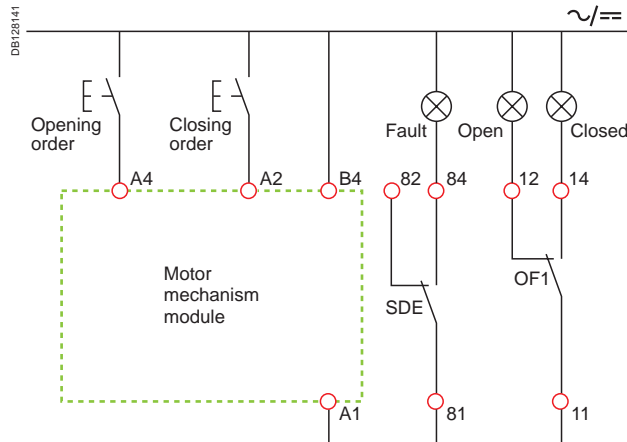 DB128141
~/==
Opening
order
Closing
order
Fault
Open
Closed
A4
A2
B4
82
84
12
14
Motor
mechanism
module
SDE
OF1
A1
81
11